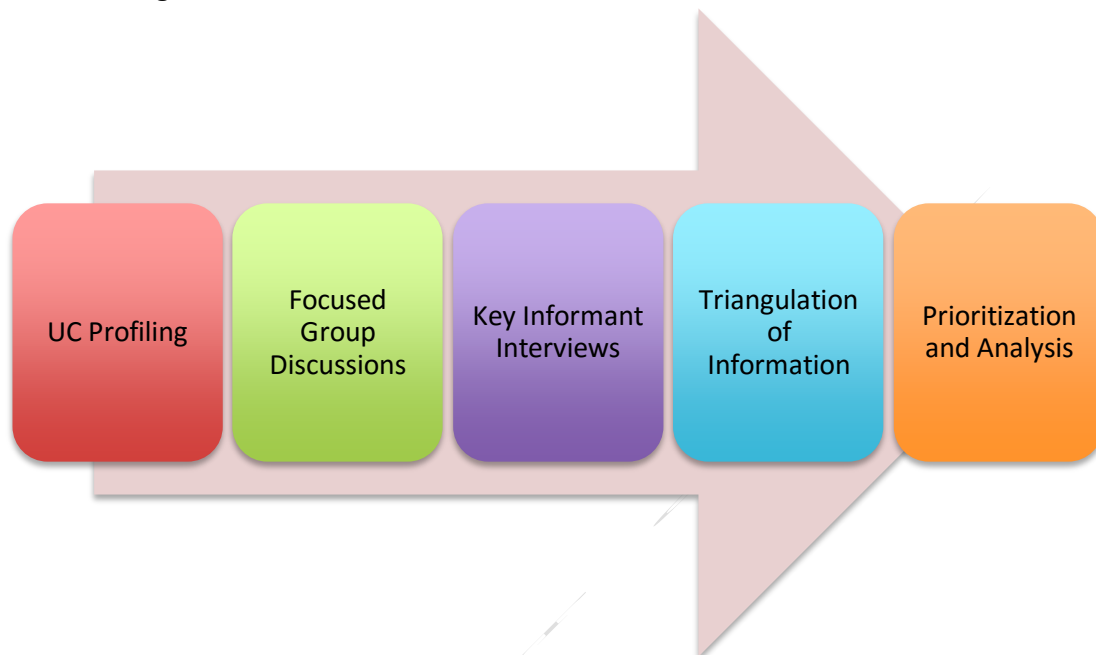 UC Profiling
Focused
Group
Discussions
Key Informant
Interviews
Triangulation
of
Information
Prioritization
and Analysis